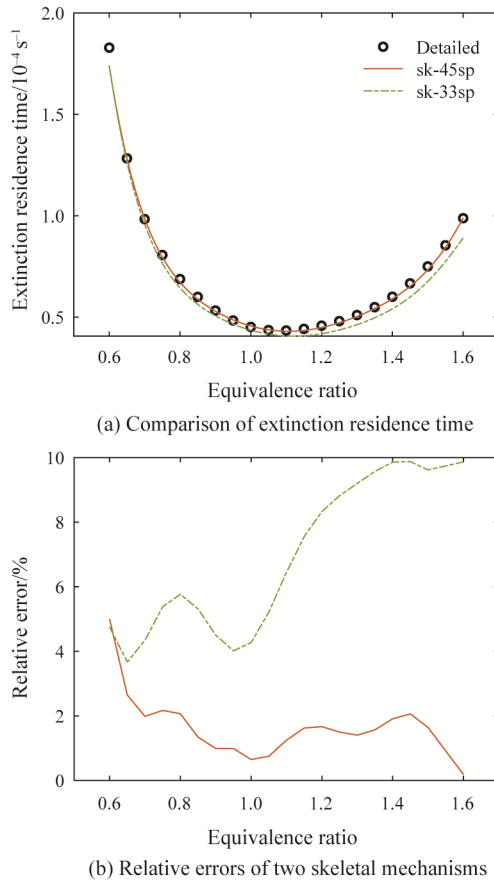 2.0
1.5
1.0
0.5
Extinction residence time/10⁻⁴ s⁻¹
Detailed
sk-45sp
sk-33sp
0.6 0.8 1.0 1.2 1.4 1.6
Equivalence ratio
(a) Comparison of extinction residence time
10
8
6
4
2
0
Relative error/%
0.6 0.8 1.0 1.2 1.4 1.6
Equivalence ratio
(b) Relative errors of two skeletal mechanisms